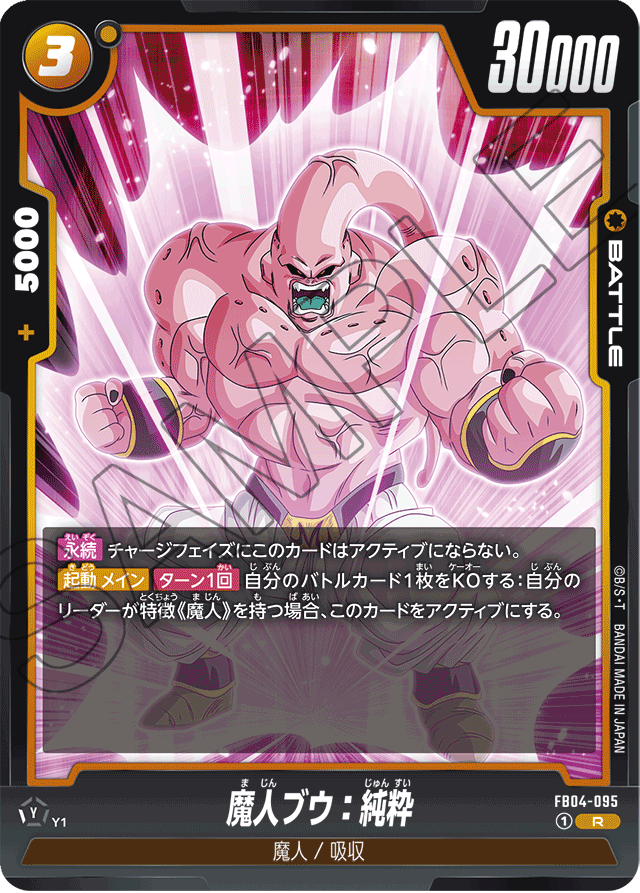 3
30000
+ 5000
BATTLE
SAMPLE
永続 チャージフェイズにこのカードはアクティブにならない。
起動メイン ターン1回 自分のバトルカード1枚をKOする：自分の
リーダーが特徴《魔人》を持つ場合、このカードをアクティブにする。
©B/S・T BANDAI MADE IN JAPAN
Y Y1
魔人ブウ：純粋
FB04-095
1 R
魔人 / 吸収